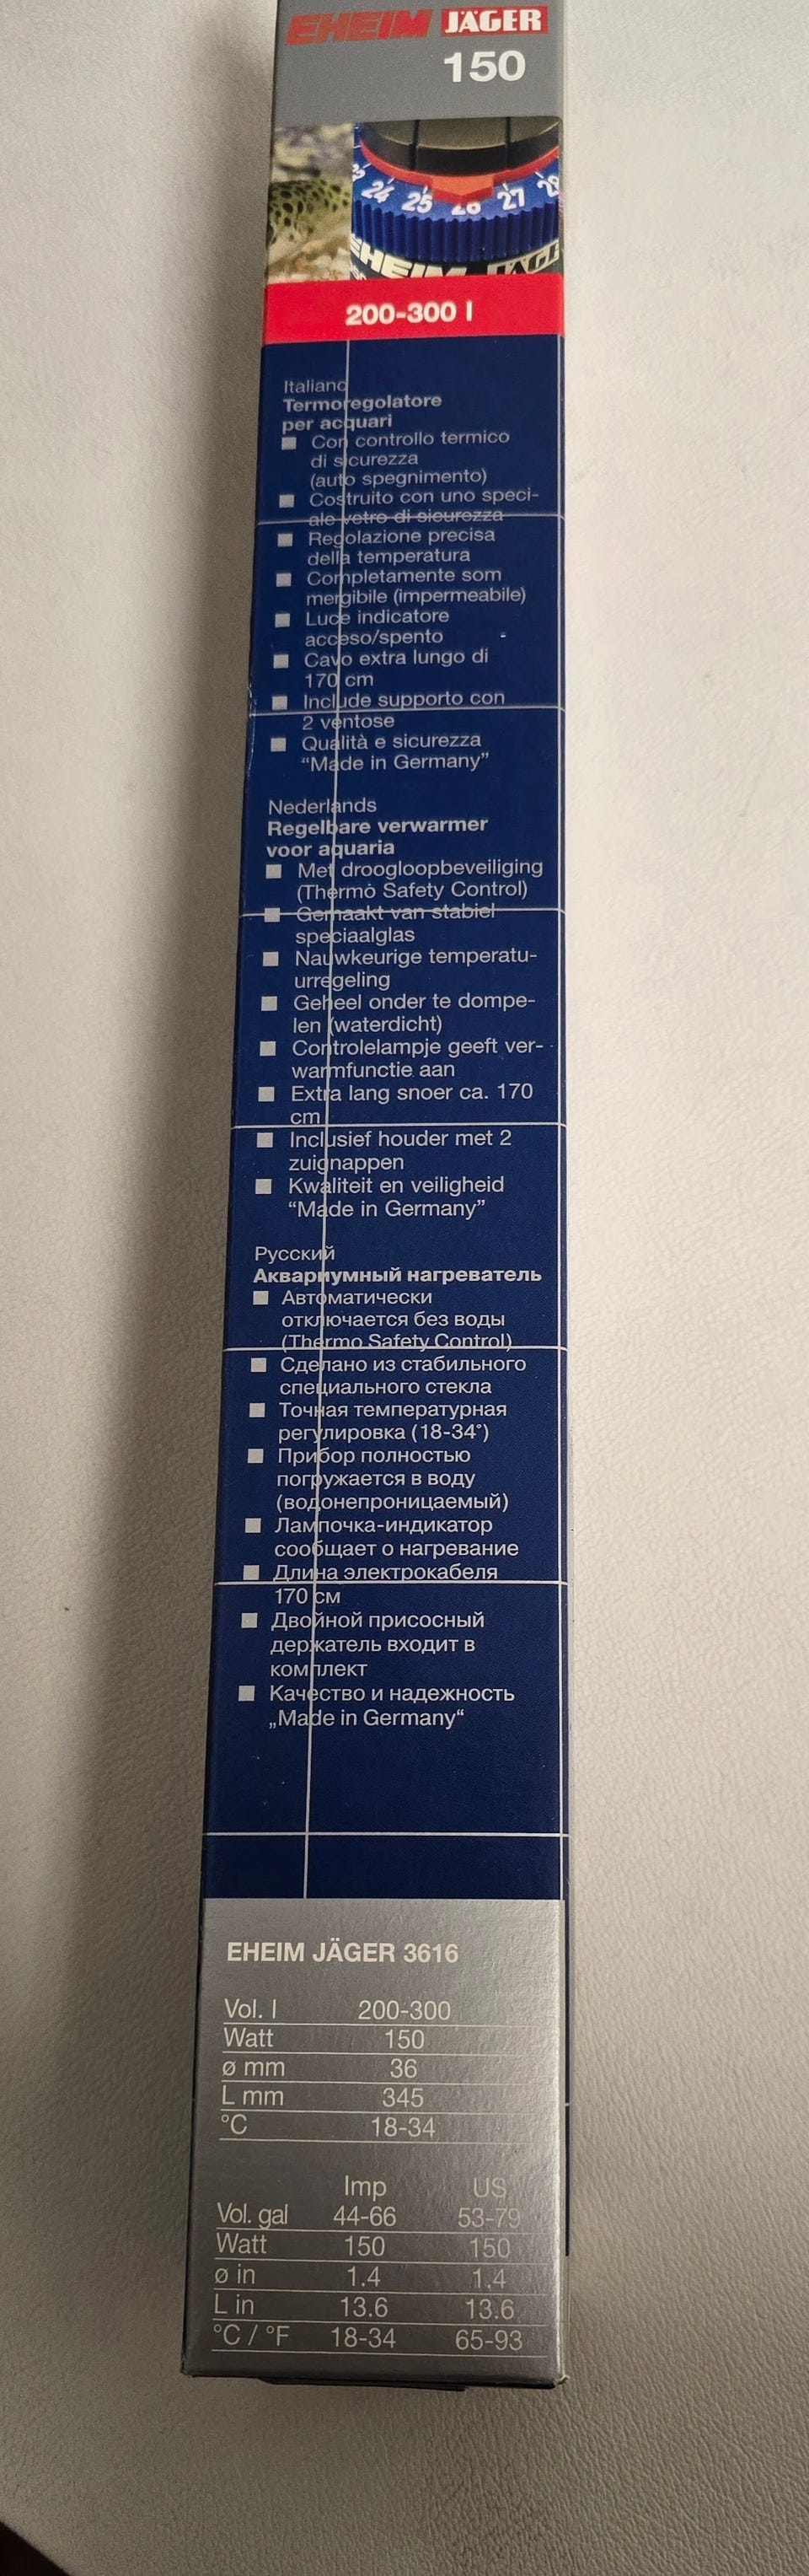 EHEIM JÄGER
150
24 25 26 27 28
EHEIM JÄG
200-300 l
Italiano
Termoregolatore
per acquari
Con controllo termico
di sicurezza
(auto spegnimento)
Costruito con uno speci-
ale vetro di sicurezza
Regolazione precisa
della temperatura
Completamente som
mergibile (impermeabile)
Luce indicatore
acceso/spento
Cavo extra lungo di
170 cm
Include supporto con
2 ventose
Qualità e sicurezza
“Made in Germany”
Nederlands
Regelbare verwarmer
voor aquaria
Met droogloopbeveiliging
(Thermo Safety Control)
Gemaakt van stabiel
speciaalglas
Nauwkeurige temperatu-
urregeling
Geheel onder te dompe-
len (waterdicht)
Controlelampje geeft ver-
warmfunctie aan
Extra lang snoer ca. 170
cm
Inclusief houder met 2
zuignappen
Kwaliteit en veiligheid
“Made in Germany”
Русский
Аквариумный нагреватель
Автоматически
отключается без воды
(Thermo Safety Control)
Сделано из стабильного
специального стекла
Точная температурная
регулировка (18-34°)
Прибор полностью
погружается в воду
(водонепроницаемый)
Лампочка-индикатор
сообщает о нагревание
Длина электрокабеля
170 см
Двойной присосный
держатель входит в
комплект
Качество и надежность
„Made in Germany“
EHEIM JÄGER 3616
Vol. l 200-300
Watt 150
ø mm 36
L mm 345
°C 18-34
Imp US
Vol. gal 44-66 53-79
Watt 150 150
ø in 1.4 1.4
L in 13.6 13.6
°C / °F 18-34 65-93